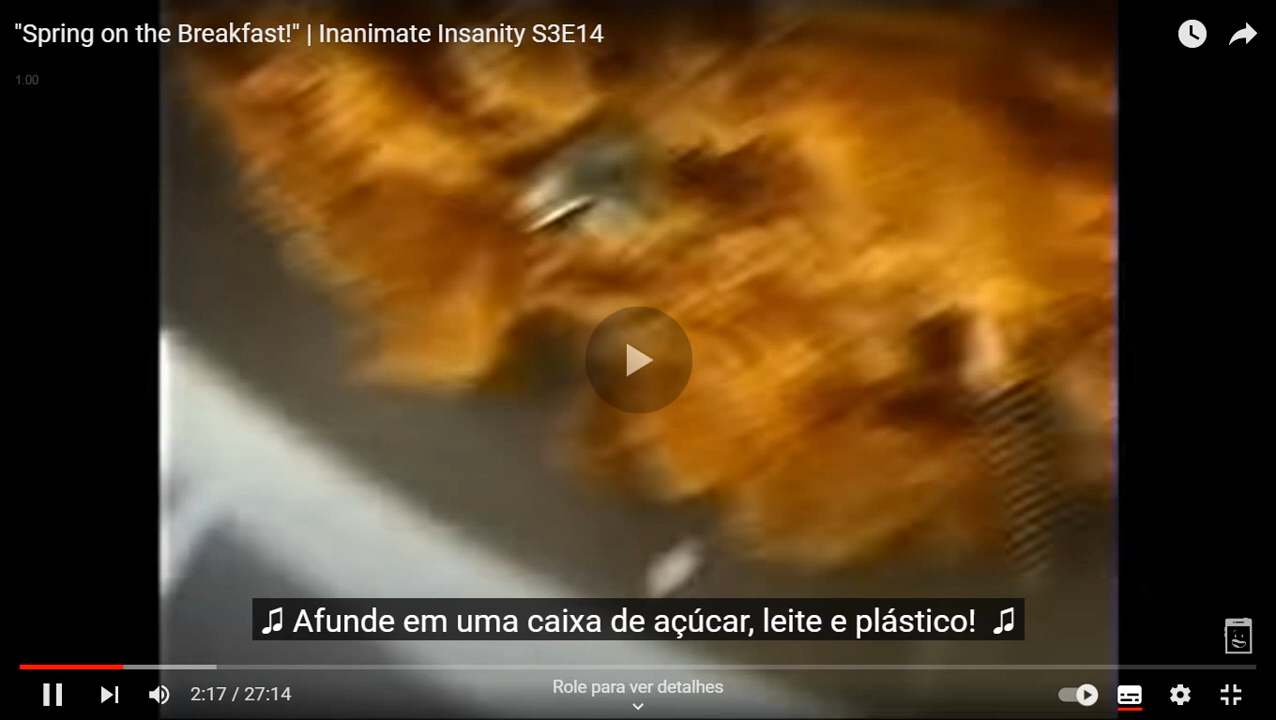 "Spring on the Breakfast!" | Inanimate Insanity S3E14
1.00
♫ Afunde em uma caixa de açúcar, leite e plástico! ♫
2:17 / 27:14
Role para ver detalhes